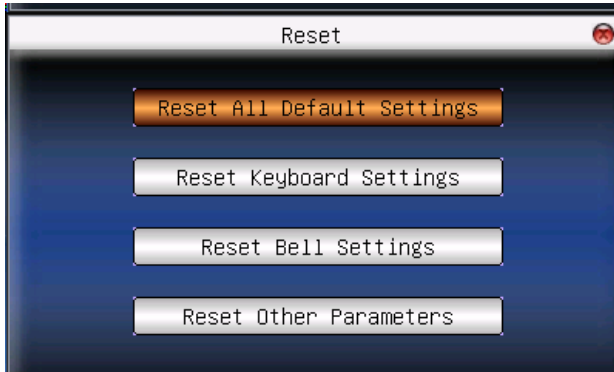 Reset
Reset All Default Settings
Reset Keyboard Settings
Reset Bell Settings
Reset Other Parameters